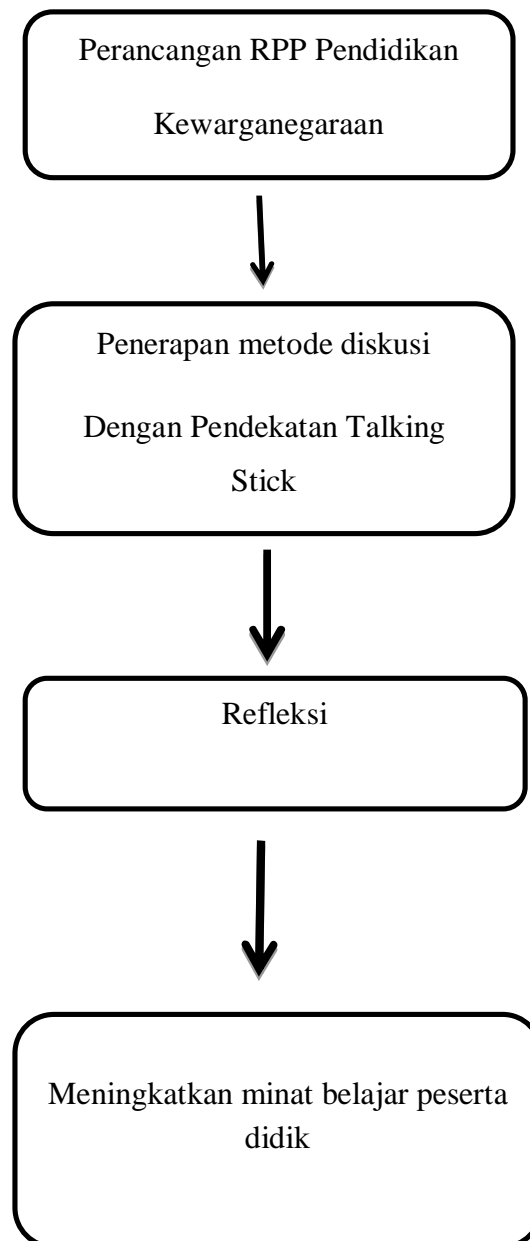 Perancangan RPP Pendidikan
Kewarganegaraan
Penerapan metode diskusi
Dengan Pendekatan Talking
Stick
Refleksi
Meningkatkan minat belajar peserta
didik